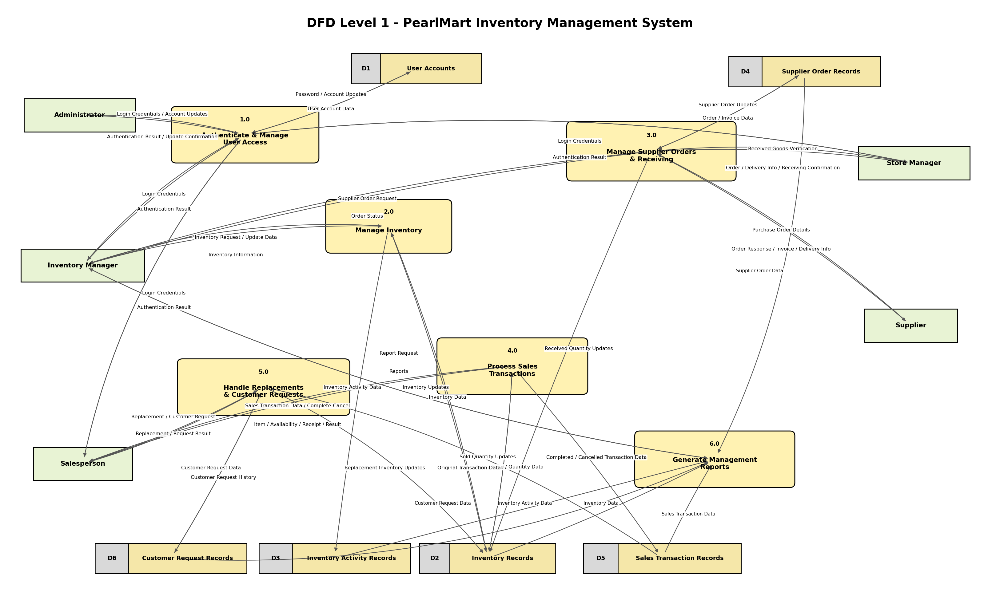 DFD Level 1 - PearlMart Inventory Management System
D1
User Accounts
D4
Supplier Order Records
Password / Account Updates
User Account Data
Supplier Order Updates
Order / Invoice Data
Administrator
Login Credentials / Account Updates
Authentication Result / Update Confirmation
1.0
Authenticate & Manage
User Access
3.0
Manage Supplier Orders
& Receiving
Login Credentials
Authentication Result
Received Goods Verification
Order / Delivery Info / Receiving Confirmation
Store Manager
Login Credentials
Authentication Result
Supplier Order Request
Order Status
2.0
Manage Inventory
Inventory Request / Update Data
Inventory Information
Purchase Order Details
Order Response / Invoice / Delivery Info
Supplier Order Data
Inventory Manager
Login Credentials
Authentication Result
Supplier
Report Request
Reports
4.0
Process Sales
Transactions
Received Quantity Updates
5.0
Handle Replacements
& Customer Requests
Inventory Activity Data
Inventory Updates
Inventory Data
Sales Transaction Data / Complete-Cancel
Item / Availability / Receipt / Result
Replacement / Customer Request
Replacement / Request Result
Salesperson
6.0
Generate Management
Reports
Customer Request Data
Customer Request History
Replacement Inventory Updates
Sold Quantity Updates
Original Transaction Data
/ Quantity Data
Completed / Cancelled Transaction Data
Customer Request Data
Inventory Activity Data
Inventory Data
Sales Transaction Data
D6
Customer Request Records
D3
Inventory Activity Records
D2
Inventory Records
D5
Sales Transaction Records